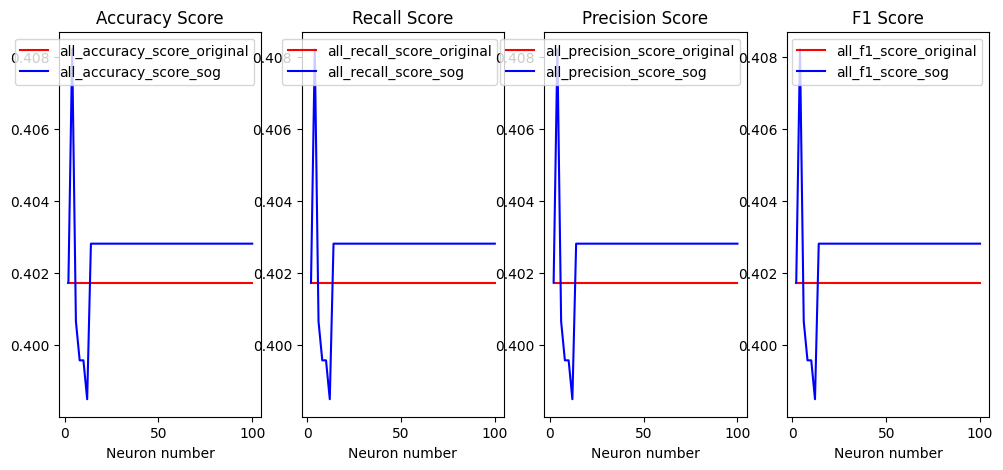 Accuracy Score
all_accuracy_score_original
all_accuracy_score_sog
0.408
0.406
0.404
0.402
0.400
0 50 100
Neuron number
Recall Score
all_recall_score_original
all_recall_score_sog
0.408
0.406
0.404
0.402
0.400
0 50 100
Neuron number
Precision Score
all_precision_score_original
all_precision_score_sog
0.408
0.406
0.404
0.402
0.400
0 50 100
Neuron number
F1 Score
all_f1_score_original
all_f1_score_sog
0.408
0.406
0.404
0.402
0.400
0 50 100
Neuron number